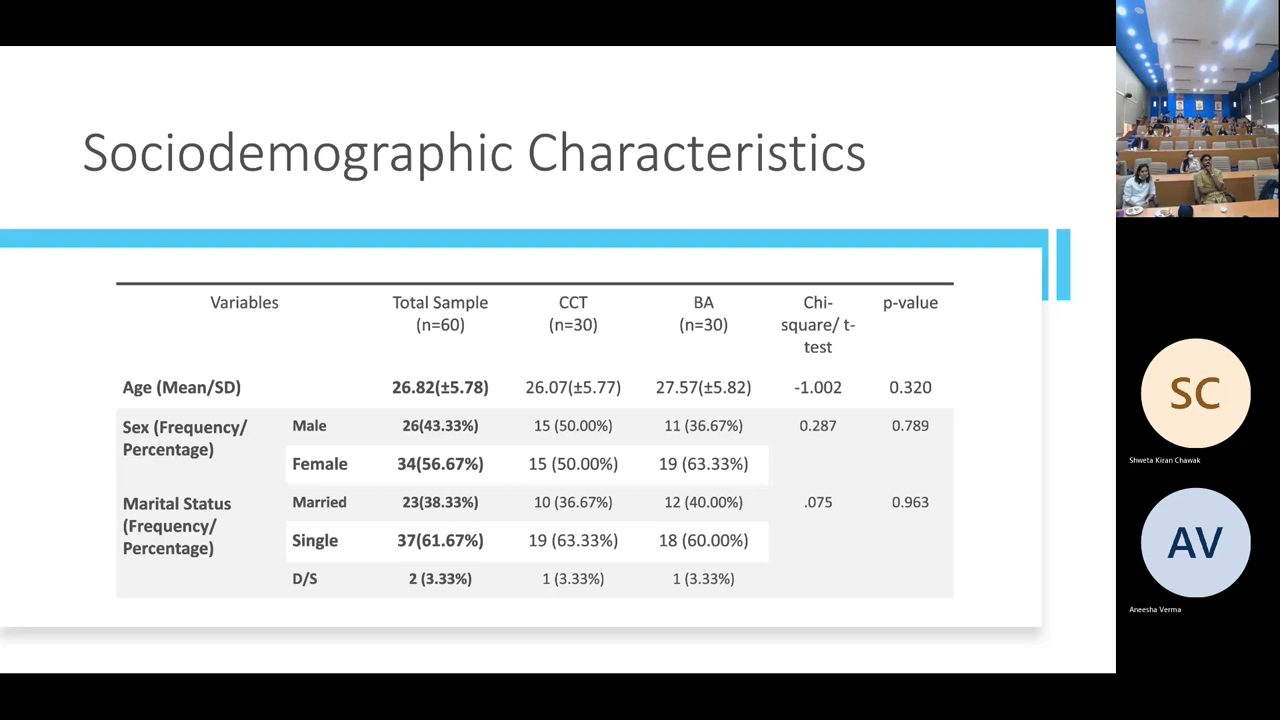 Sociodemographic Characteristics
Variables Total Sample (n=60) CCT (n=30) BA (n=30) Chi-square/ t-test p-value
Age (Mean/SD) 26.82(±5.78) 26.07(±5.77) 27.57(±5.82) -1.002 0.320
Sex (Frequency/ Percentage) Male 26(43.33%) 15 (50.00%) 11 (36.67%) 0.287 0.789
Female 34(56.67%) 15 (50.00%) 19 (63.33%)
Marital Status (Frequency/ Percentage) Married 23(38.33%) 10 (36.67%) 12 (40.00%) .075 0.963
Single 37(61.67%) 19 (63.33%) 18 (60.00%)
D/S 2 (3.33%) 1 (3.33%) 1 (3.33%)
SC
Shweta Kiran Chawak
AV
Aneesha Verma